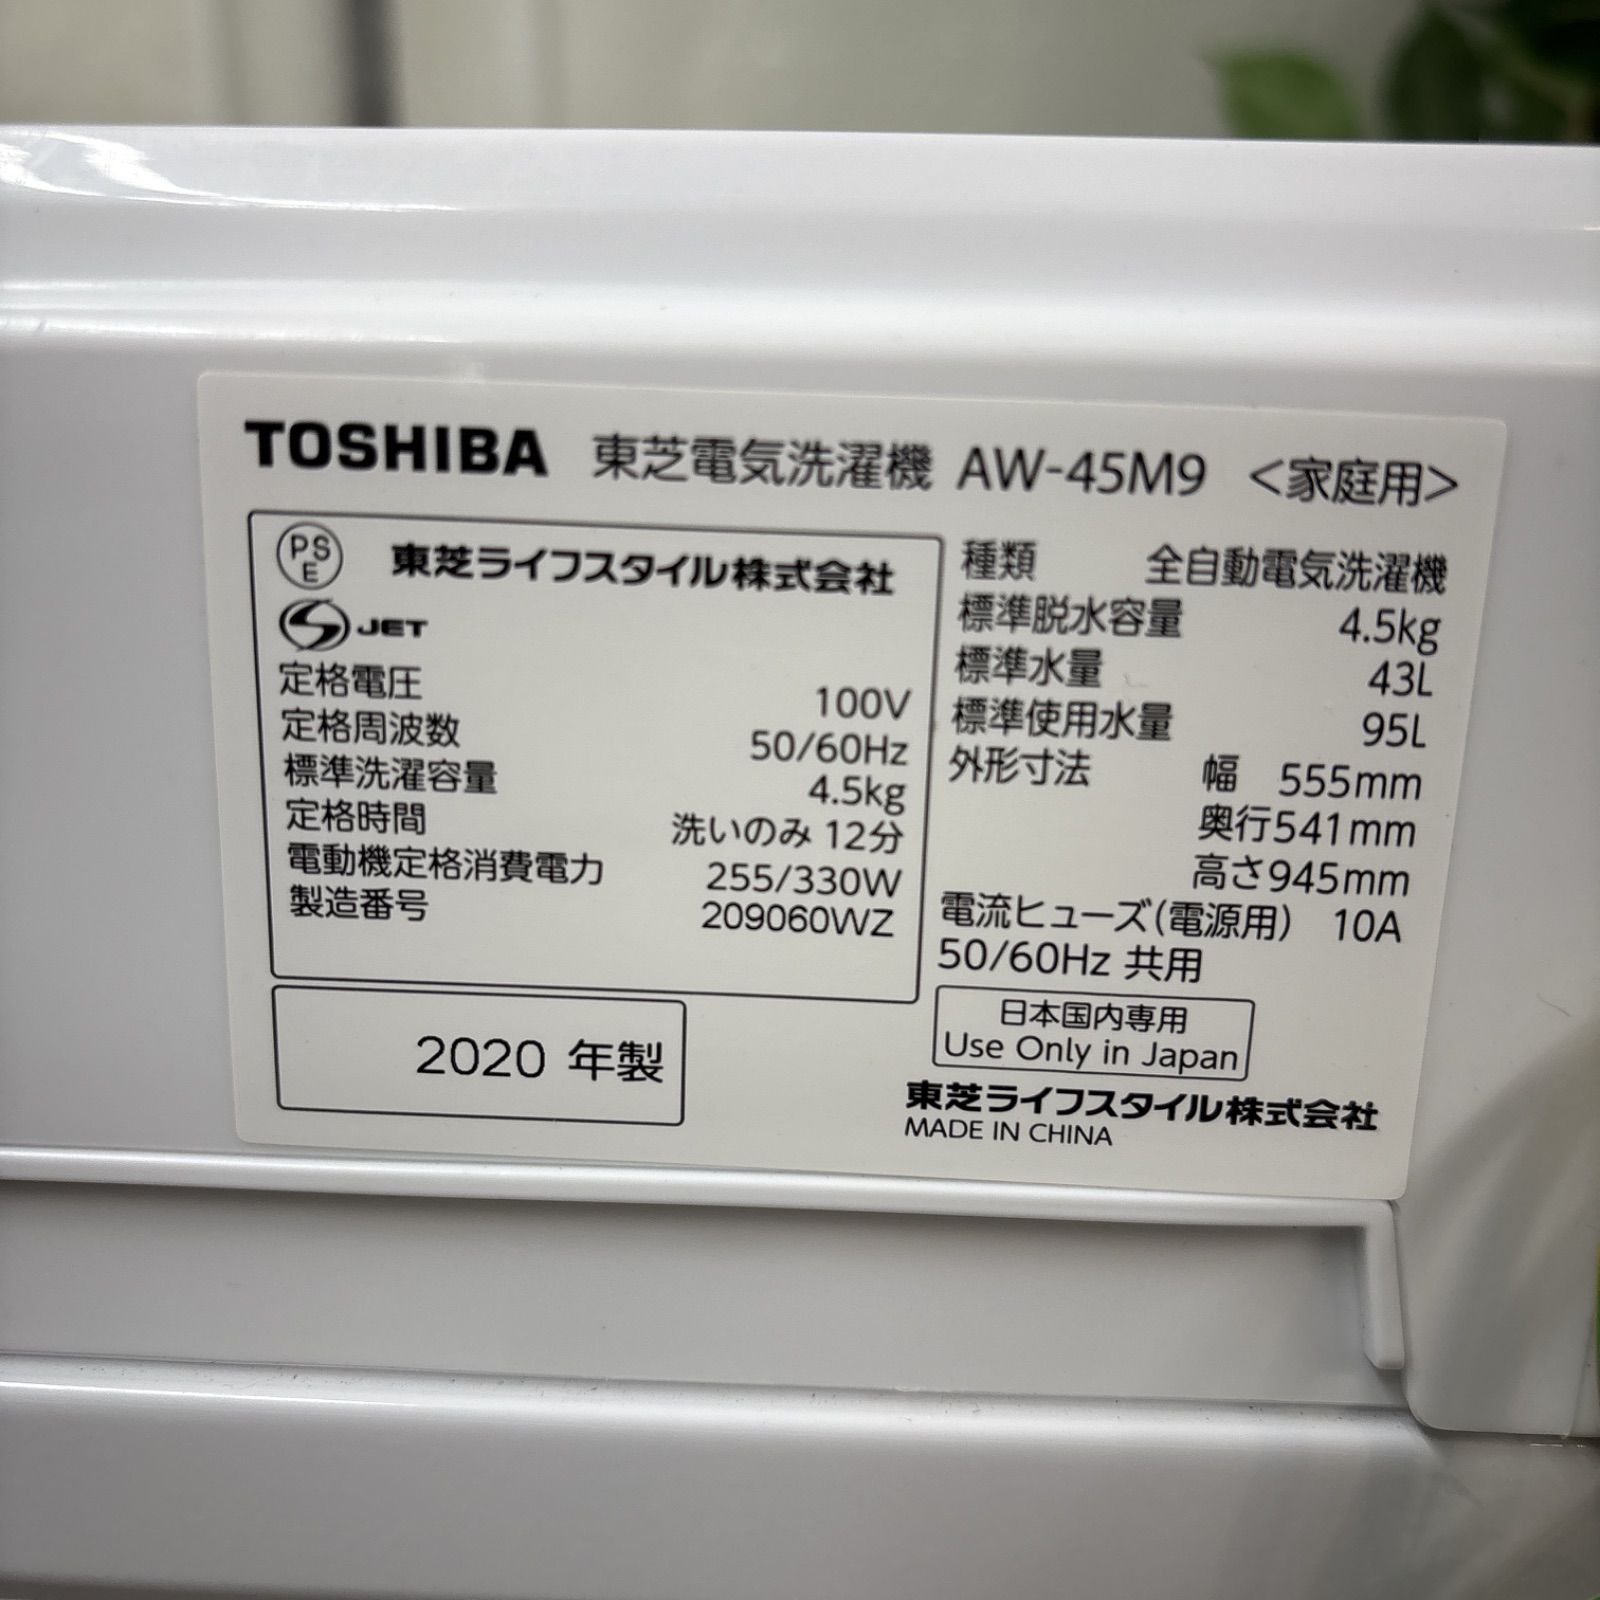 TOSHIBA 東芝電気洗濯機 AW-45M9 <家庭用>
PS
E
東芝ライフスタイル株式会社
JET
定格電圧 100V
定格周波数 50/60Hz
標準洗濯容量 4.5kg
定格時間 洗いのみ 12分
電動機定格消費電力 255/330W
製造番号 209060WZ
2020 年製
種類 全自動電気洗濯機
標準脱水容量 4.5kg
標準水量 43L
標準使用水量 95L
外形寸法 幅 555mm
奥行541mm
高さ945mm
電流ヒューズ(電源用) 10A
50/60Hz 共用
日本国内専用
Use Only in Japan
東芝ライフスタイル株式会社
MADE IN CHINA